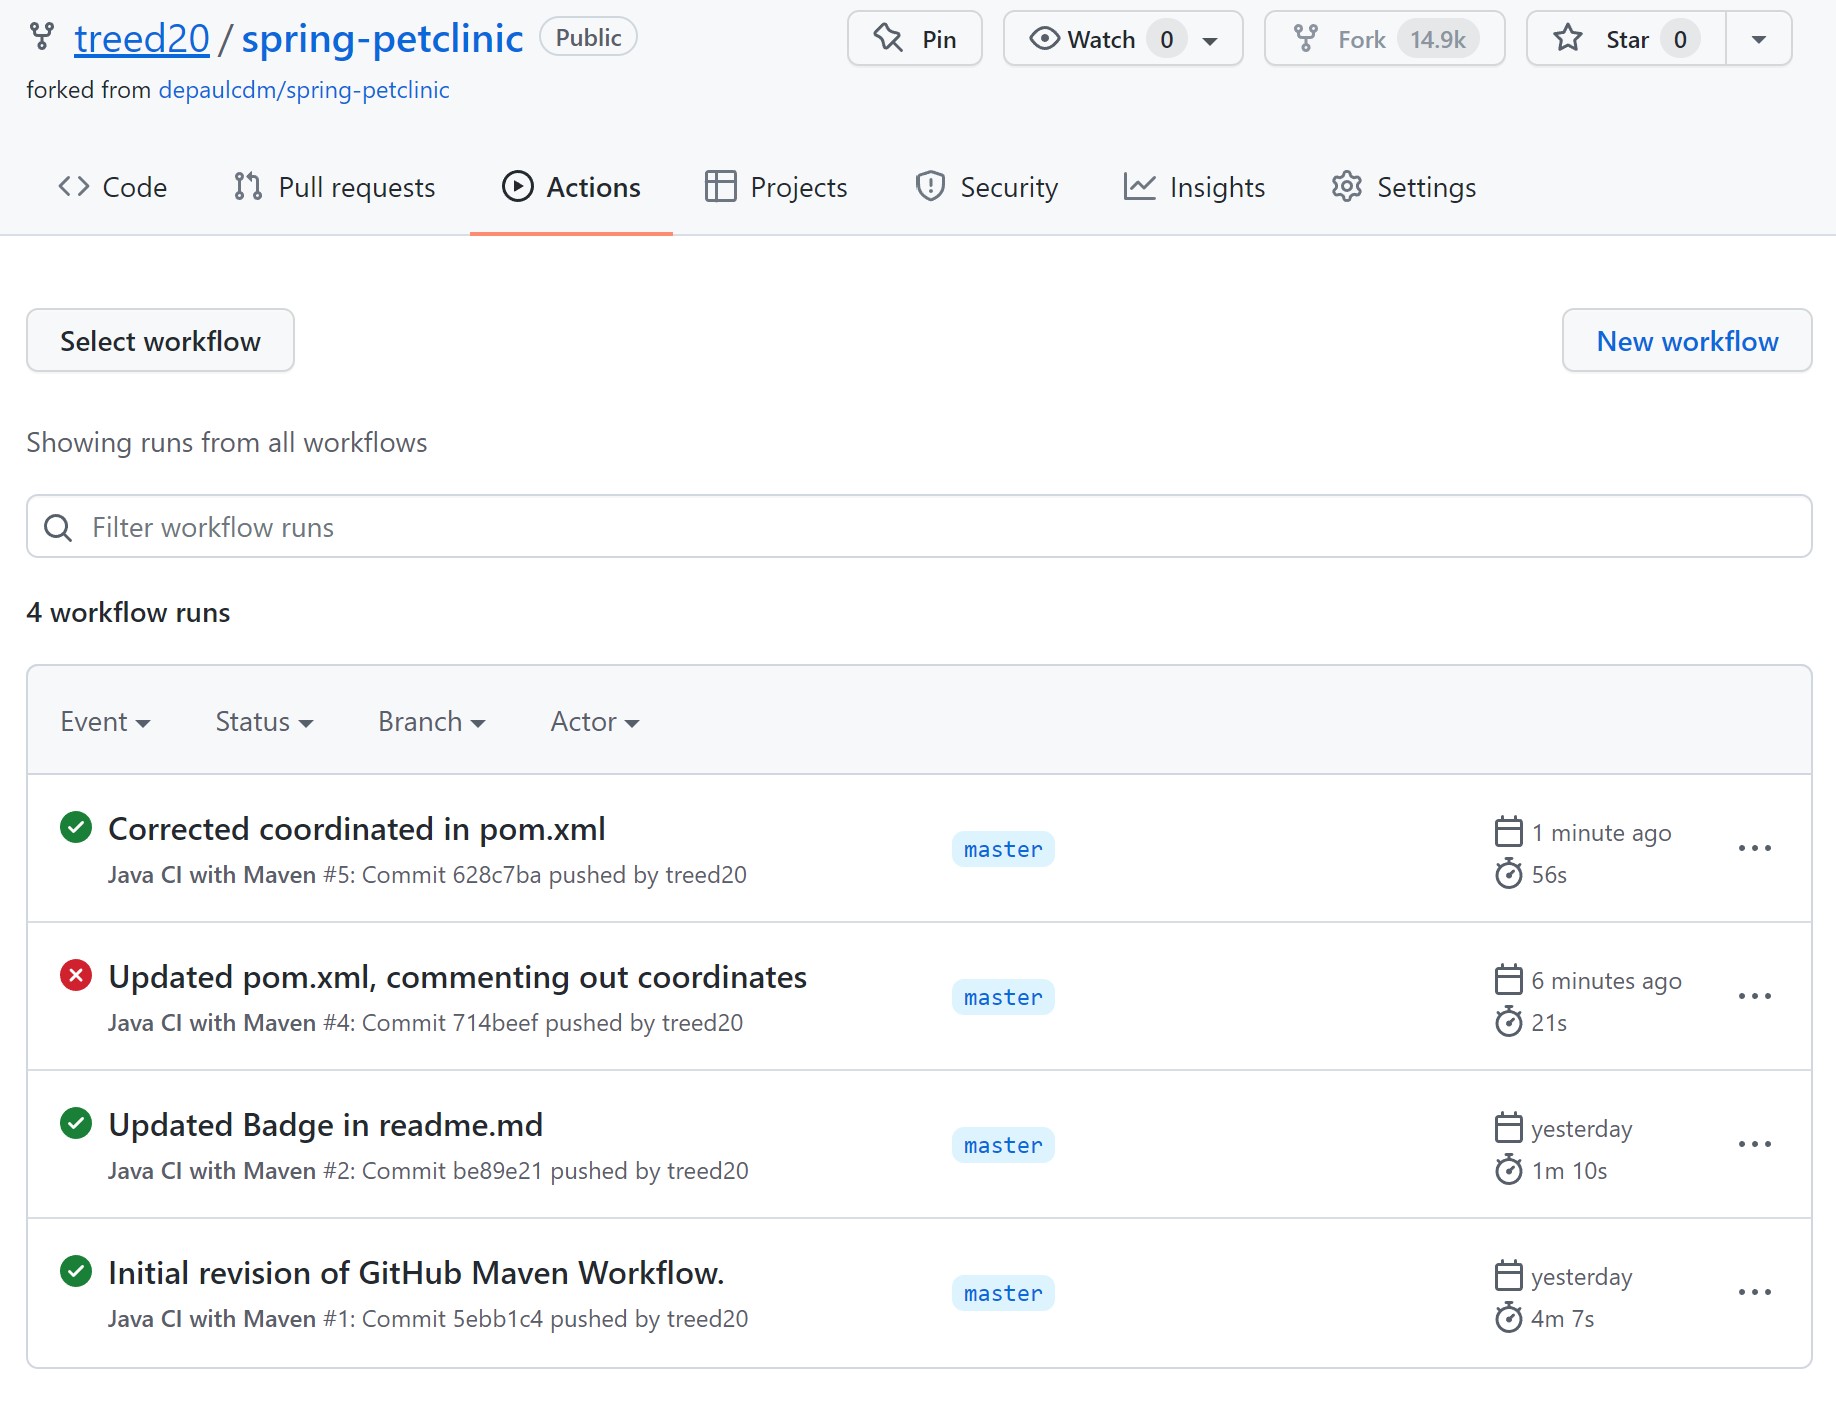 treed20 / spring-petclinic Public Pin Watch 0 Fork 14.9k Star 0
forked from depaulcdm/spring-petclinic
Code Pull requests Actions Projects Security Insights Settings
Select workflow New workflow
Showing runs from all workflows
Filter workflow runs
4 workflow runs
Event Status Branch Actor
Corrected coordinated in pom.xml
Java CI with Maven #5: Commit 628c7ba pushed by treed20
master
1 minute ago
56s
Updated pom.xml, commenting out coordinates
Java CI with Maven #4: Commit 714beef pushed by treed20
master
6 minutes ago
21s
Updated Badge in readme.md
Java CI with Maven #2: Commit be89e21 pushed by treed20
master
yesterday
1m 10s
Initial revision of GitHub Maven Workflow.
Java CI with Maven #1: Commit 5ebb1c4 pushed by treed20
master
yesterday
4m 7s